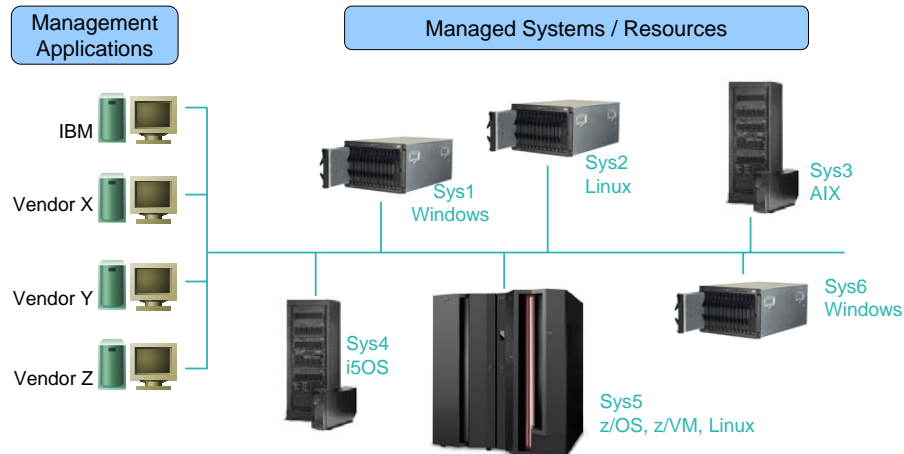 Management
Applications
Managed Systems / Resources
IBM
Vendor X
Vendor Y
Vendor Z
Sys1
Windows
Sys2
Linux
Sys3
AIX
Sys4
i5OS
Sys5
z/OS, z/VM, Linux
Sys6
Windows